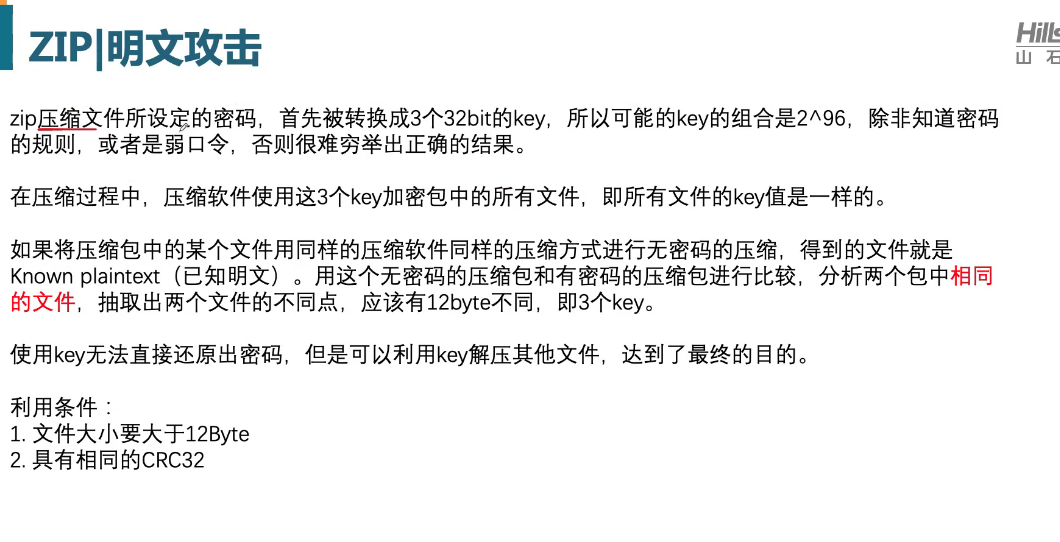 ZIP|明文攻击
Hills
山 石
zip压缩文件所设定的密码，首先被转换成3个32bit的key，所以可能的key的组合是2^96，除非知道密码
的规则，或者是弱口令，否则很难穷举出正确的结果。
在压缩过程中，压缩软件使用这3个key加密包中的所有文件，即所有文件的key值是一样的。
如果将压缩包中的某个文件用同样的压缩软件同样的压缩方式进行无密码的压缩，得到的文件就是
Known plaintext（已知明文）。用这个无密码的压缩包和有密码的压缩包进行比较，分析两个包中相同
的文件，抽取出两个文件的不同点，应该有12byte不同，即3个key。
使用key无法直接还原出密码，但是可以利用key解压其他文件，达到了最终的目的。
利用条件：
1. 文件大小要大于12Byte
2. 具有相同的CRC32